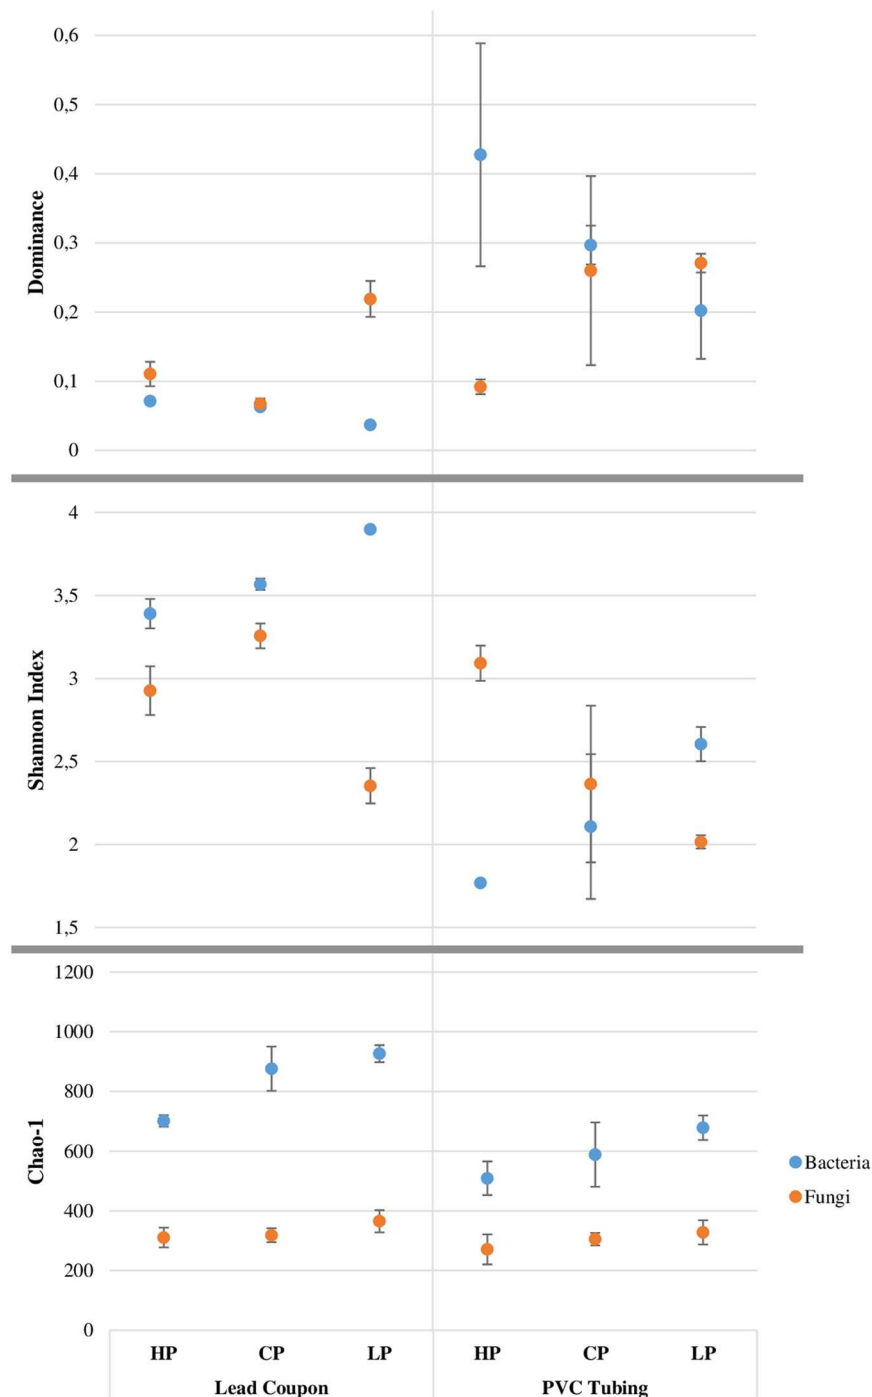 0,6
0,5
0,4
0,3
0,2
0,1
0
Dominance
4
3,5
3
2,5
2
1,5
Shannon Index
1200
1000
800
600
400
200
0
Chao-1
Bacteria
Fungi
HP CP LP HP CP LP
Lead Coupon PVC Tubing